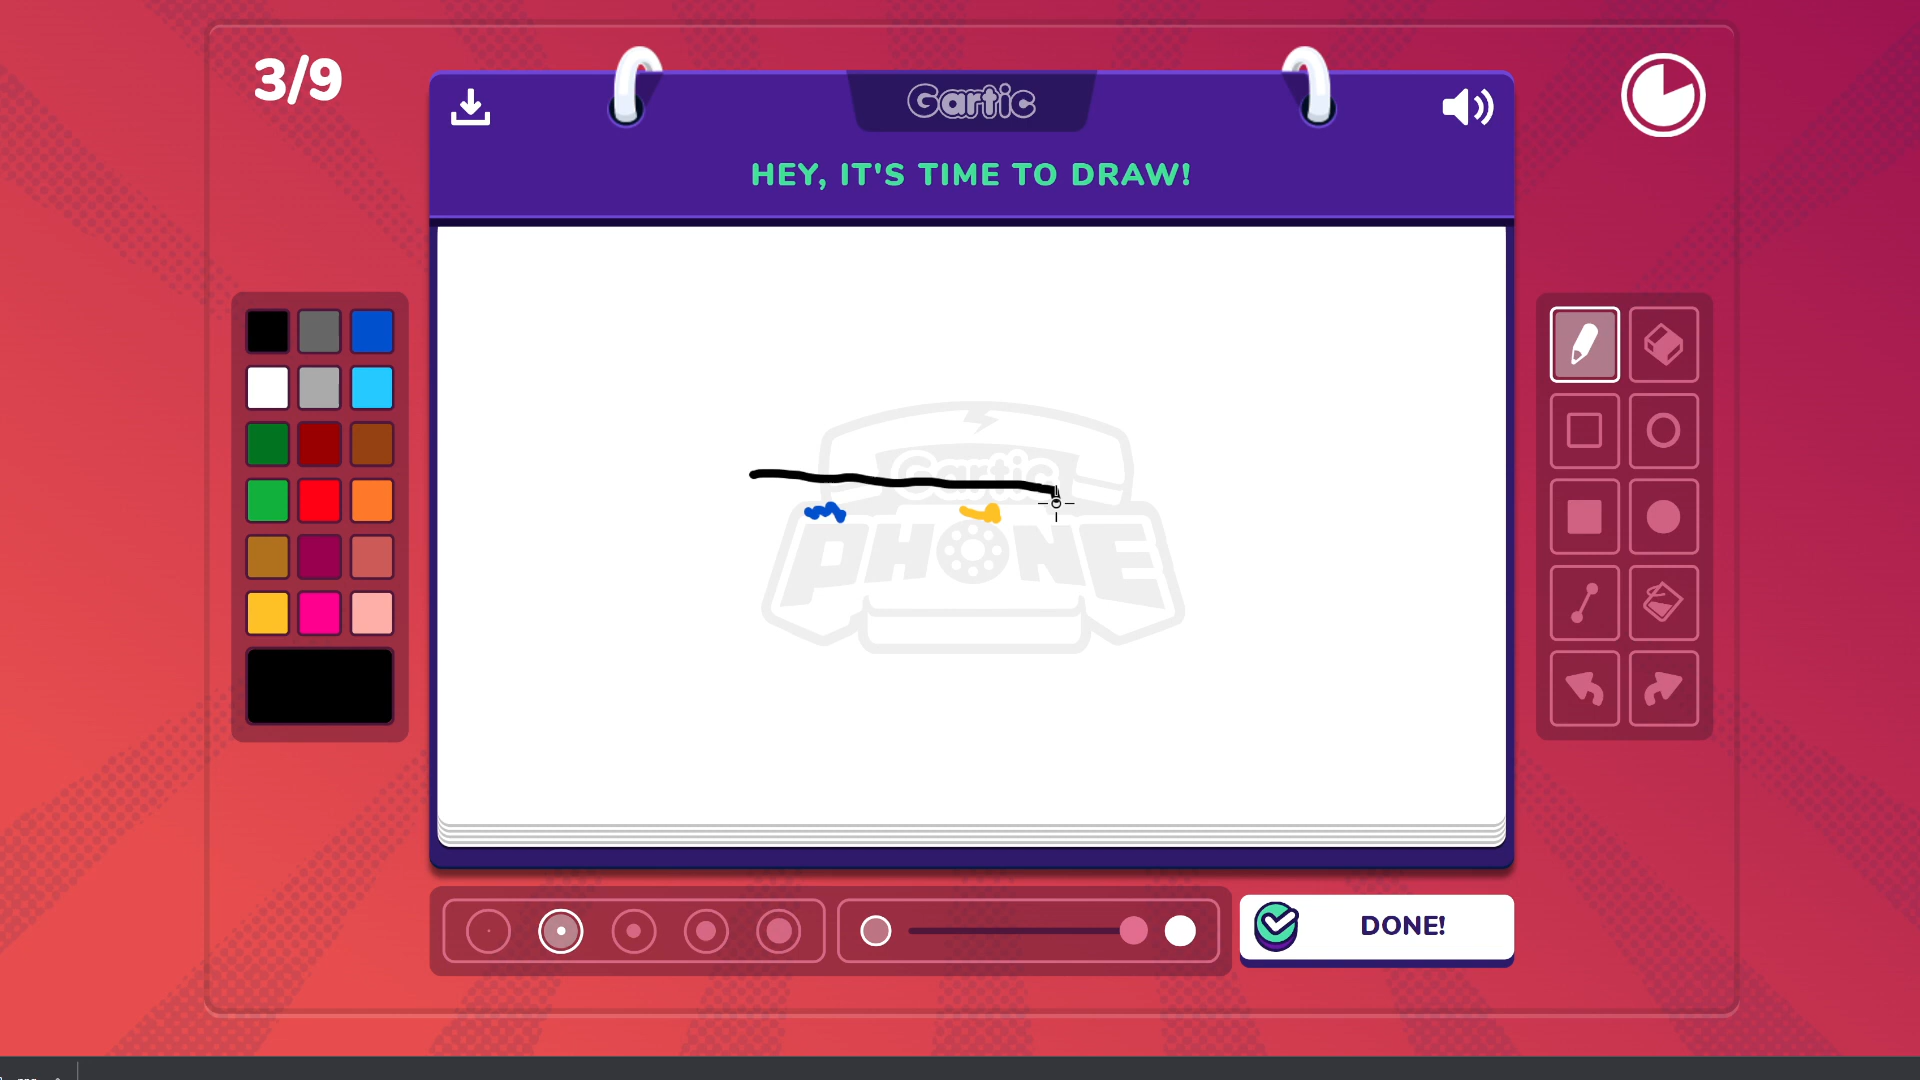 3/9
Gartic
HEY, IT'S TIME TO DRAW!
Gartic
PHONE
DONE!